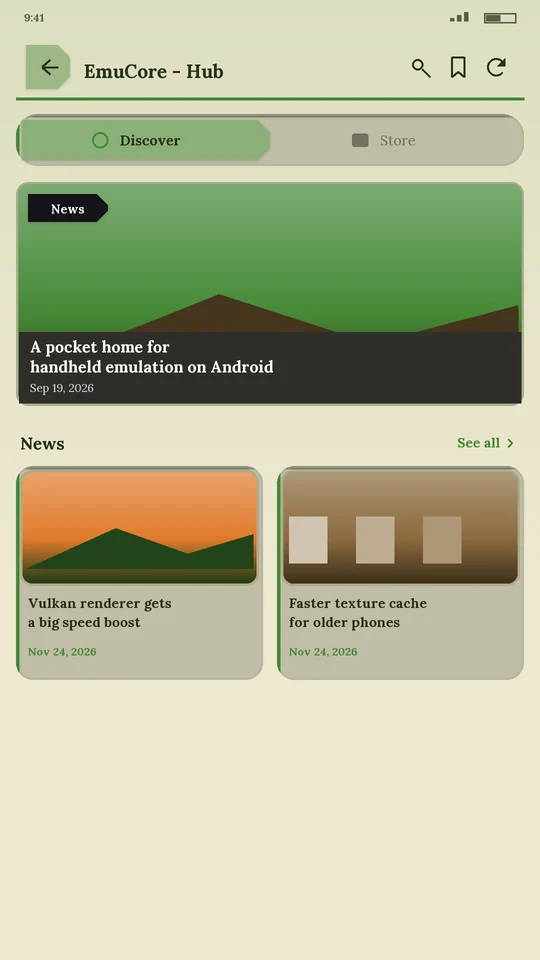 9:41
EmuCore - Hub
Discover
Store
News
A pocket home for
handheld emulation on Android
Sep 19, 2026
News
See all
Vulkan renderer gets
a big speed boost
Nov 24, 2026
Faster texture cache
for older phones
Nov 24, 2026